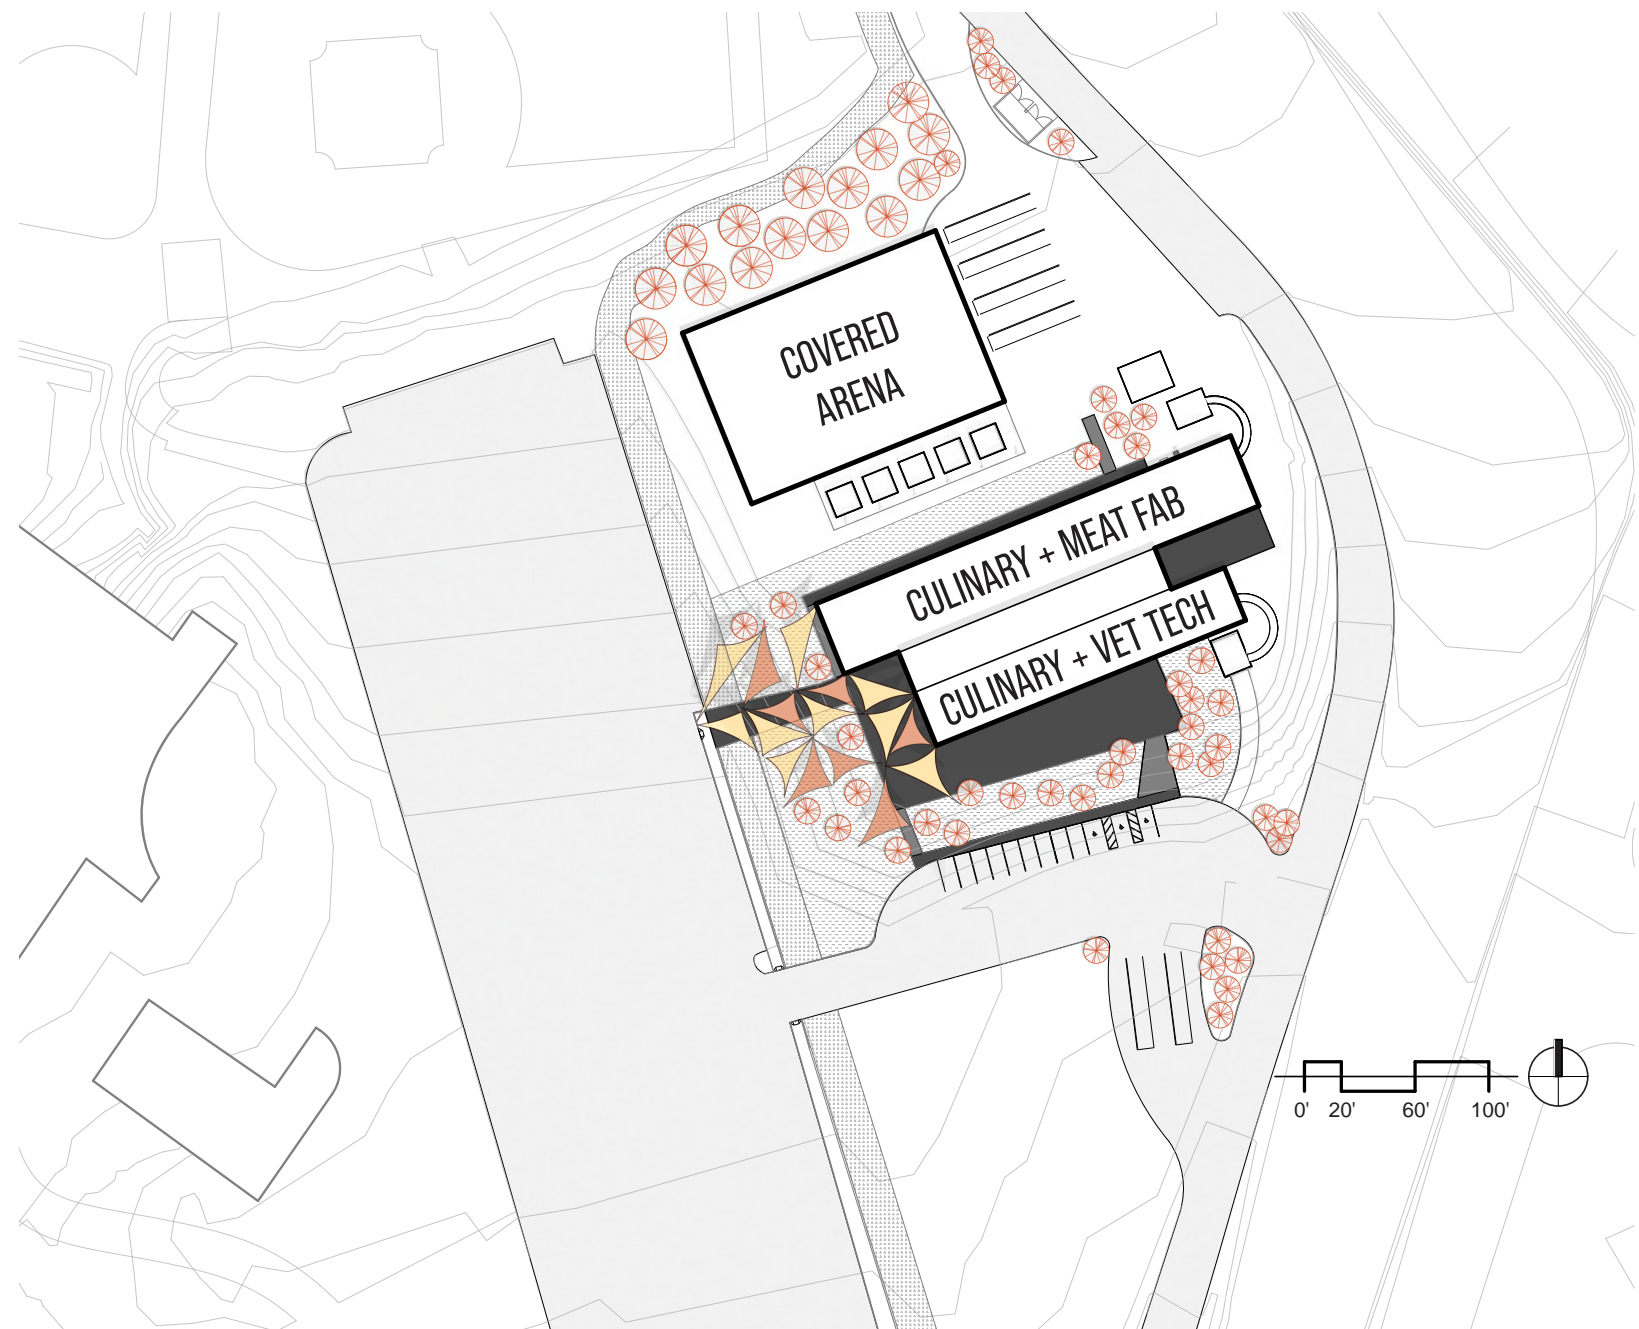 COVERED
ARENA
CULINARY + MEAT FAB
CULINARY + VET TECH
0' 20' 60' 100'